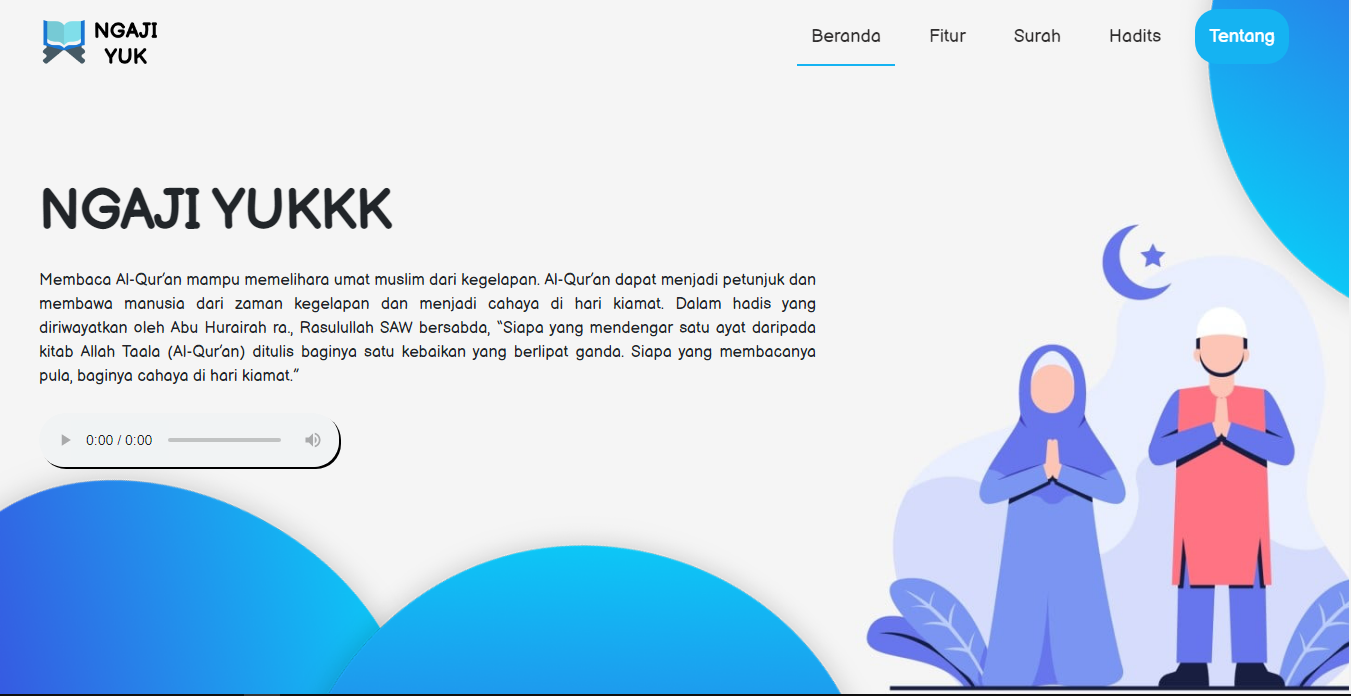 NGAJI
YUK
Beranda
Fitur
Surah
Hadits
Tentang
NGAJI YUKKK
Membaca Al-Qur'an mampu memelihara umat muslim dari kegelapan. Al-Qur'an dapat menjadi petunjuk dan
membawa manusia dari zaman kegelapan dan menjadi cahaya di hari kiamat. Dalam hadis yang
diriwayatkan oleh Abu Hurairah ra., Rasulullah SAW bersabda, "Siapa yang mendengar satu ayat daripada
kitab Allah Taala (Al-Qur'an) ditulis baginya satu kebaikan yang berlipat ganda. Siapa yang membacanya
pula, baginya cahaya di hari kiamat."
0:00 / 0:00